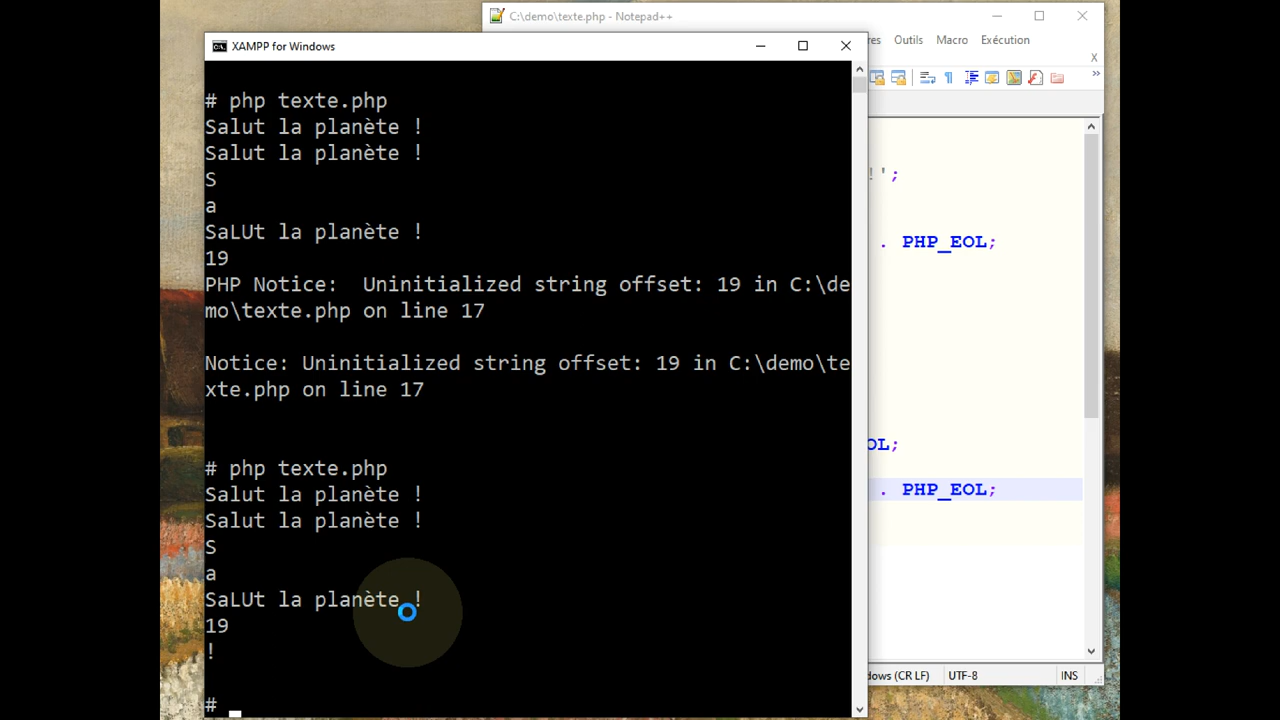 C:\demo\texte.php - Notepad++
XAMPP for Windows
res Outils Macro Exécution
X
»
# php texte.php
Salut la planète !
Salut la planète !
S
a
SaLUt la planète !
19
PHP Notice:  Uninitialized string offset: 19 in C:\de
mo\texte.php on line 17
Notice: Uninitialized string offset: 19 in C:\demo\te
xte.php on line 17
# php texte.php
Salut la planète !
Salut la planète !
S
a
SaLUt la planète !
19
!
#
!';
. PHP_EOL;
OL;
. PHP_EOL;
dows (CR LF) UTF-8 INS